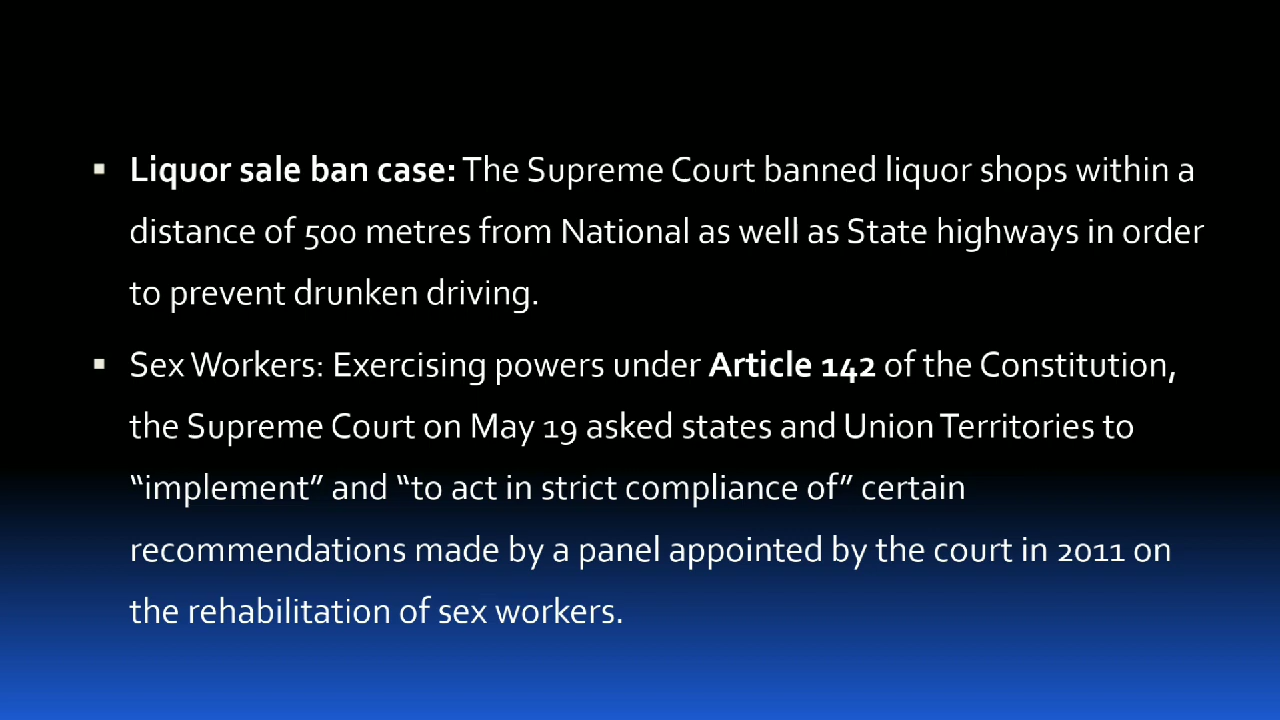 ▪ Liquor sale ban case: The Supreme Court banned liquor shops within a
distance of 500 metres from National as well as State highways in order
to prevent drunken driving.
▪ Sex Workers: Exercising powers under Article 142 of the Constitution,
the Supreme Court on May 19 asked states and Union Territories to
“implement” and “to act in strict compliance of” certain
recommendations made by a panel appointed by the court in 2011 on
the rehabilitation of sex workers.